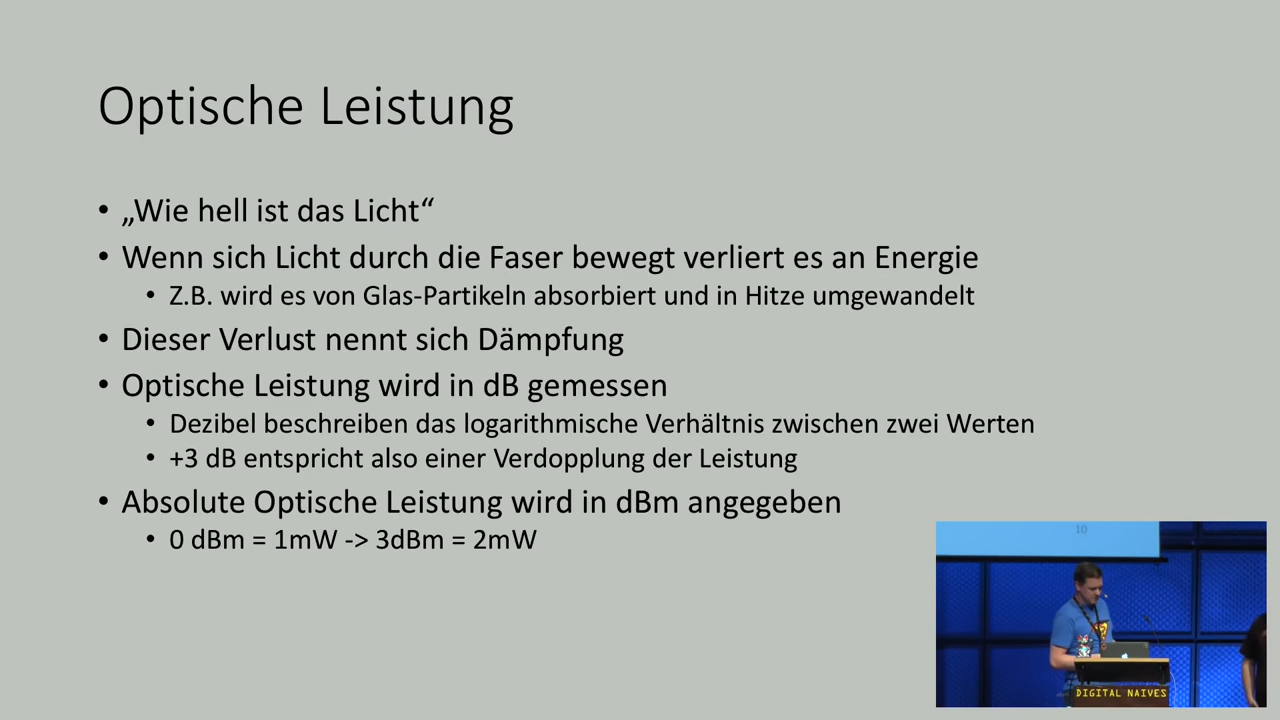 Optische Leistung
• „Wie hell ist das Licht“
• Wenn sich Licht durch die Faser bewegt verliert es an Energie
• Z.B. wird es von Glas-Partikeln absorbiert und in Hitze umgewandelt
• Dieser Verlust nennt sich Dämpfung
• Optische Leistung wird in dB gemessen
• Dezibel beschreiben das logarithmische Verhältnis zwischen zwei Werten
• +3 dB entspricht also einer Verdopplung der Leistung
• Absolute Optische Leistung wird in dBm angegeben
• 0 dBm = 1mW -> 3dBm = 2mW
10
DIGITAL NAIVES